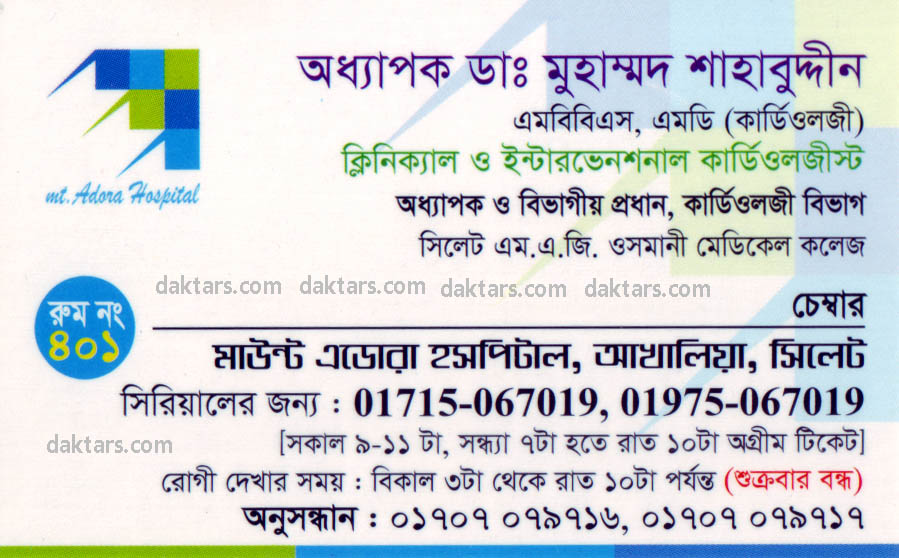 অধ্যাপক ডাঃ মুহাম্মদ শাহাবুদ্দীন
এমবিবিএস, এমডি (কার্ডিওলজী)
ক্লিনিক্যাল ও ইন্টারভেনশনাল কার্ডিওলজীস্ট
mt. Adora Hospital
অধ্যাপক ও বিভাগীয় প্রধান, কার্ডিওলজী বিভাগ
সিলেট এম.এ.জি. ওসমানী মেডিকেল কলেজ
daktars.com daktars.com daktars.com daktars.com
রুম নং
৪০১
চেম্বার
মাউন্ট এডোরা হসপিটাল, আখালিয়া, সিলেট
সিরিয়ালের জন্য : 01715-067019, 01975-067019
daktars.com
[সকাল ৯-১১ টা, সন্ধ্যা ৭টা হতে রাত ১০টা অগ্রীম টিকেট]
রোগী দেখার সময় : বিকাল ৩টা থেকে রাত ১০টা পর্যন্ত (শুক্রবার বন্ধ)
অনুসন্ধান : ০১৭০৭ ০৭৯৭১৬, ০১৭০৭ ০৭৯৭১৭